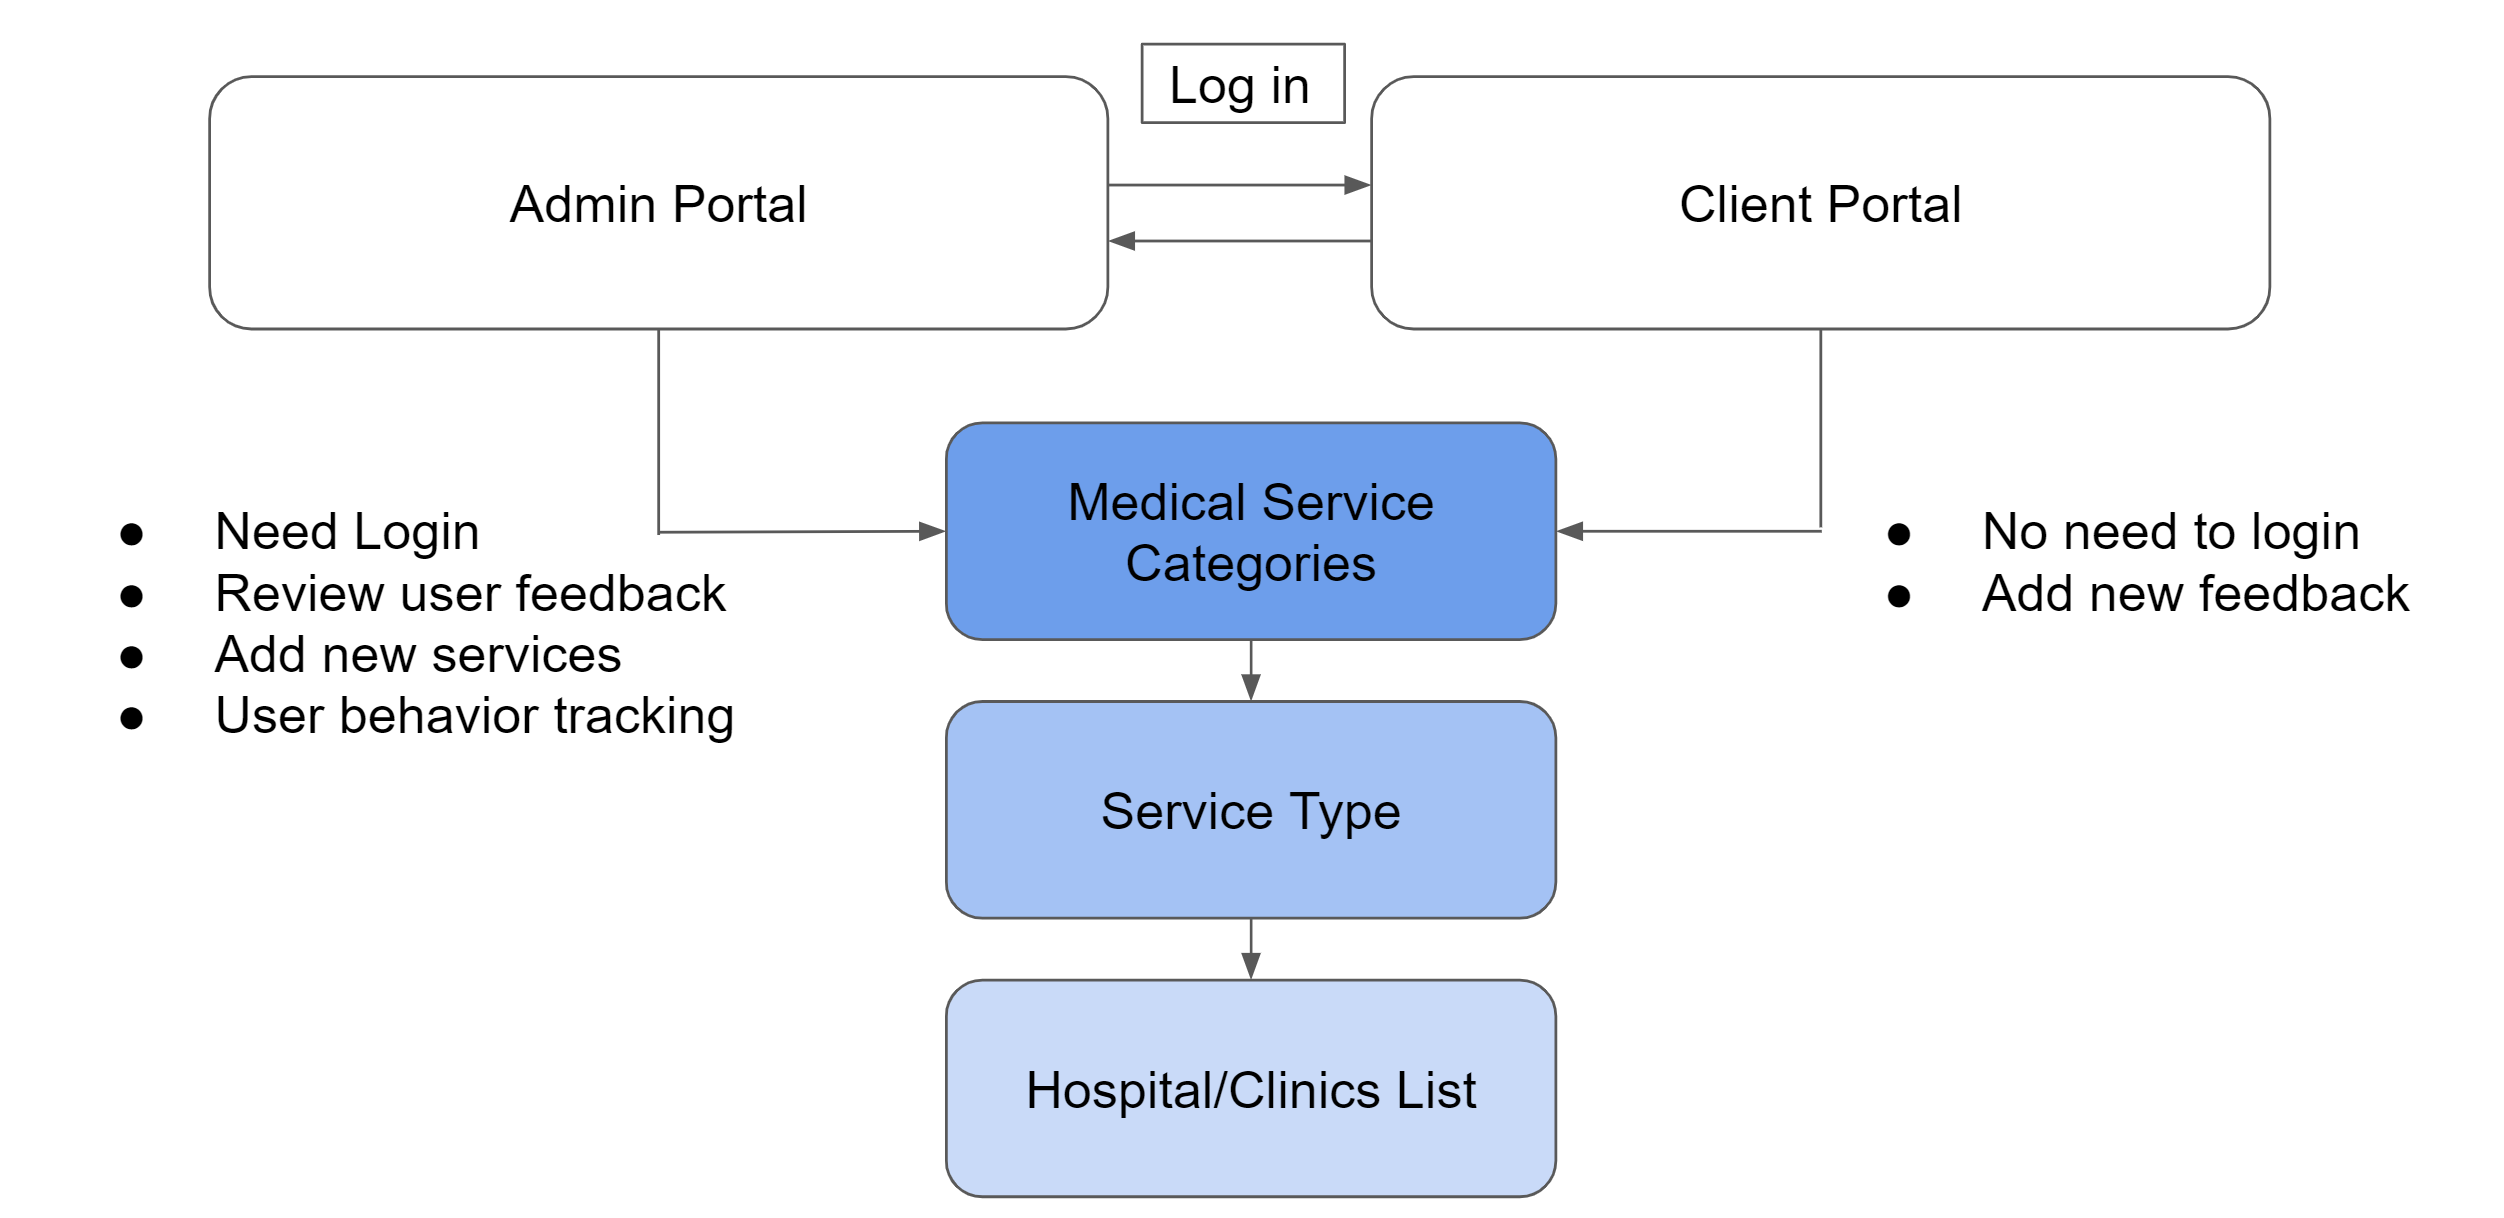 Log in
Admin Portal
Client Portal
Medical Service
Categories
● Need Login
● Review user feedback
● Add new services
● User behavior tracking
● No need to login
● Add new feedback
Service Type
Hospital/Clinics List